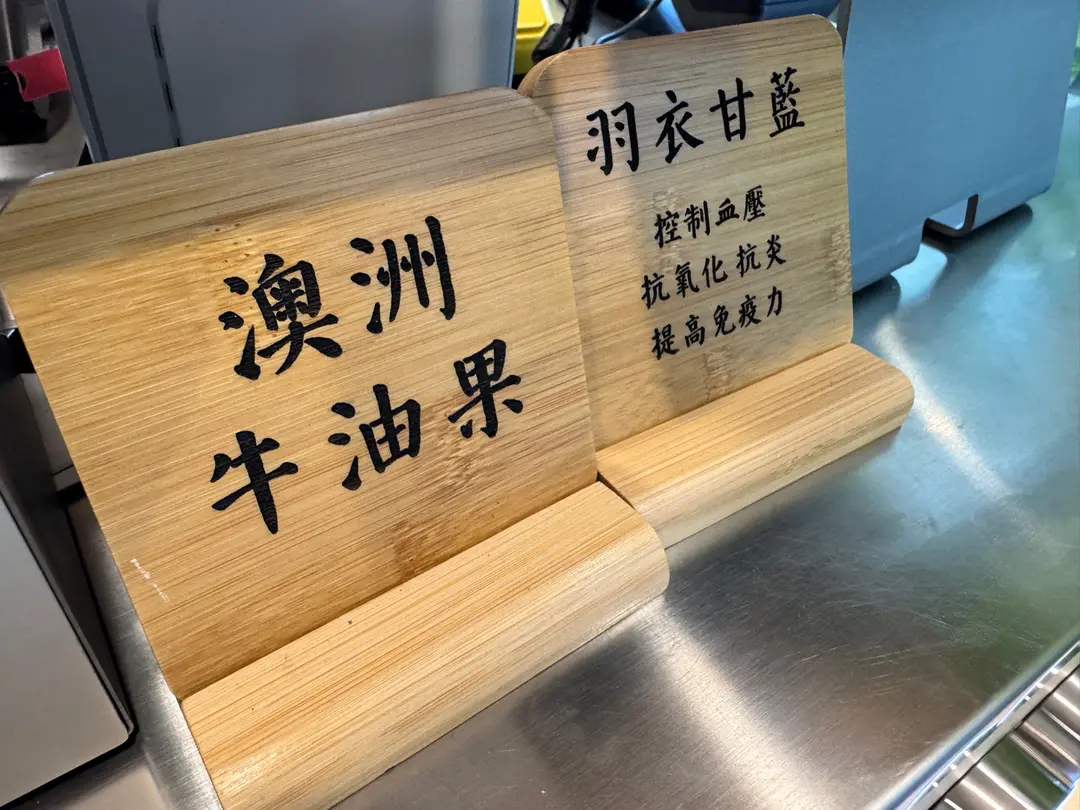 澳洲
牛油果
羽衣甘藍
控制血壓
抗氧化 抗炎
提高免疫力